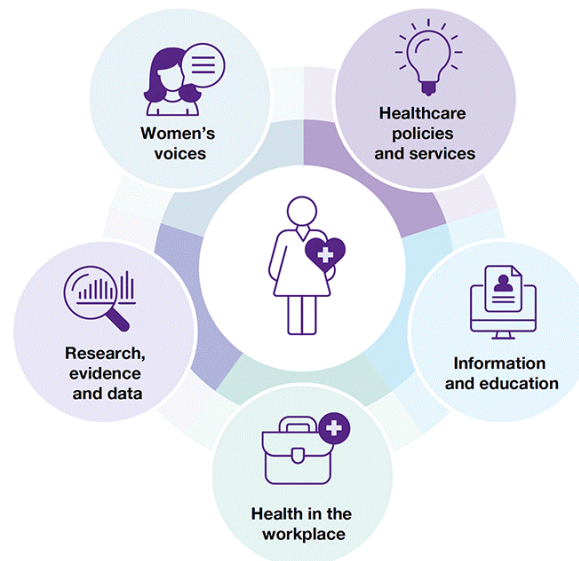 Women's
voices
Healthcare
policies
and services
Research,
evidence
and data
Information
and education
Health in the
workplace